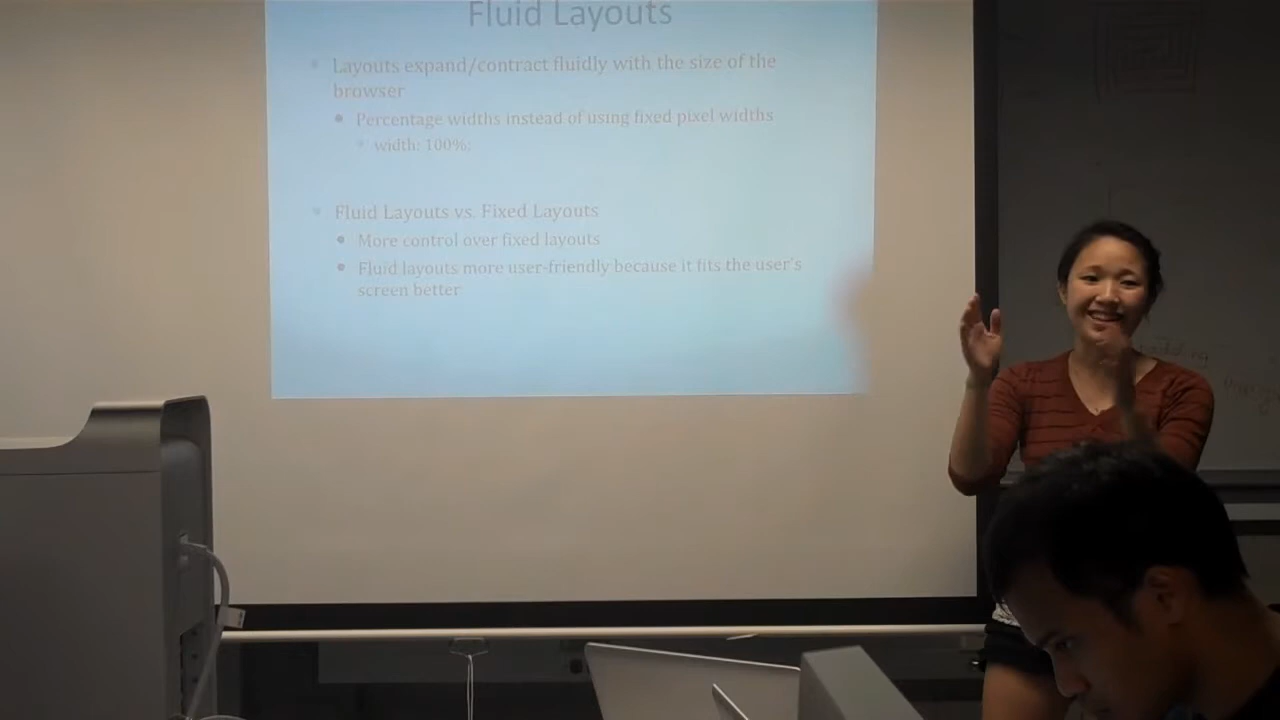 Fluid Layouts
Layouts expand/contract fluidly with the size of the
browser
Percentage widths instead of using fixed pixel widths
width: 100%;
Fluid Layouts vs. Fixed Layouts
More control over fixed layouts
Fluid layouts more user-friendly because it fits the user's
screen better